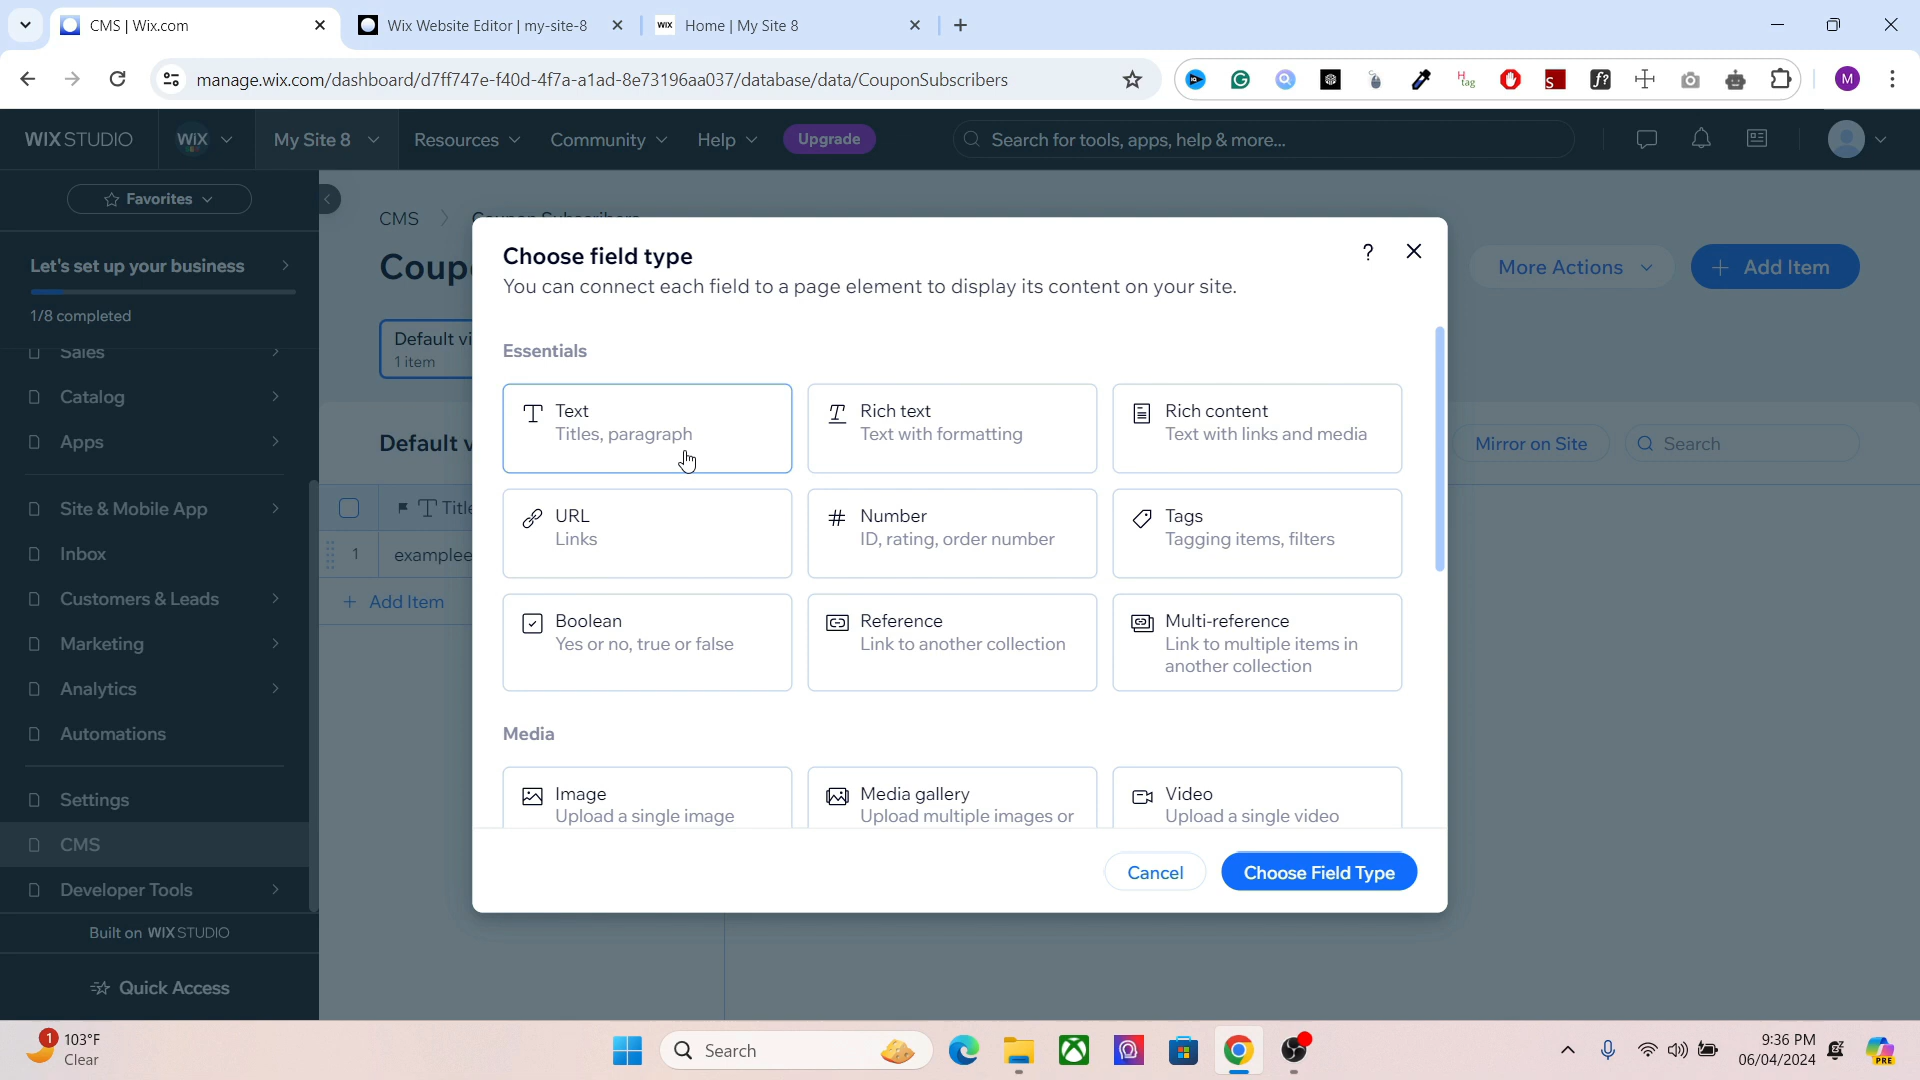 CMS | Wix.com
Wix Website Editor | my-site-8
WIX Home | My Site 8
manage.wix.com/dashboard/d7ff747e-f40d-4f7a-a1ad-8e73196aa037/database/data/CouponSubscribers
M
WIX STUDIO
WIX
My Site 8
Resources
Community
Help
Upgrade
Search for tools, apps, help & more...
Favorites
Let's set up your business
1/8 completed
Sales
Catalog
Apps
Site & Mobile App
Inbox
Customers & Leads
Marketing
Analytics
Automations
Settings
CMS
Developer Tools
Built on WIX STUDIO
Quick Access
CMS
Coupon Subscribers
More Actions
+ Add Item
1 item
Mirror on Site
Search
1
+ Add Item
Choose field type
?
You can connect each field to a page element to display its content on your site.
Essentials
Text
Titles, paragraph
Rich text
Text with formatting
Rich content
Text with links and media
URL
Links
Number
ID, rating, order number
Tags
Tagging items, filters
Boolean
Yes or no, true or false
Reference
Link to another collection
Multi-reference
Link to multiple items in
another collection
Media
Image
Upload a single image
Media gallery
Upload multiple images or
Video
Upload a single video
Cancel
Choose Field Type
1
103°F
Clear
Search
9:36 PM
06/04/2024
PRE